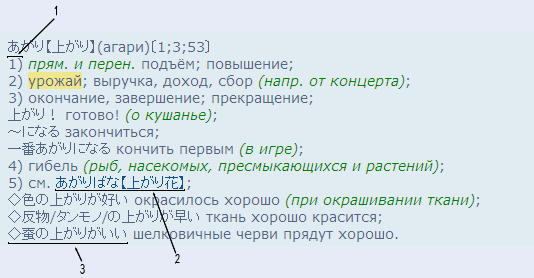 1
あがり【上がり】(агари)〔1;3;53〕
1) прям. и перен. подъём; повышение;
2) урожай; выручка, доход, сбор (напр. от концерта);
3) окончание, завершение; прекращение;
上がり！ готово! (о кушанье);
～になる закончиться;
一番あがりになる кончить первым (в игре);
4) гибель (рыб, насекомых, пресмыкающихся и растений);
5) см. あがりばな【上がり花】;
◇色の上がりが好い окрасилось хорошо (при окрашивании ткани);
◇反物/タンモノ/の上がりが早い ткань хорошо красится;
◇蚕の上がりがいい шелковичные черви прядут хорошо.
2
3